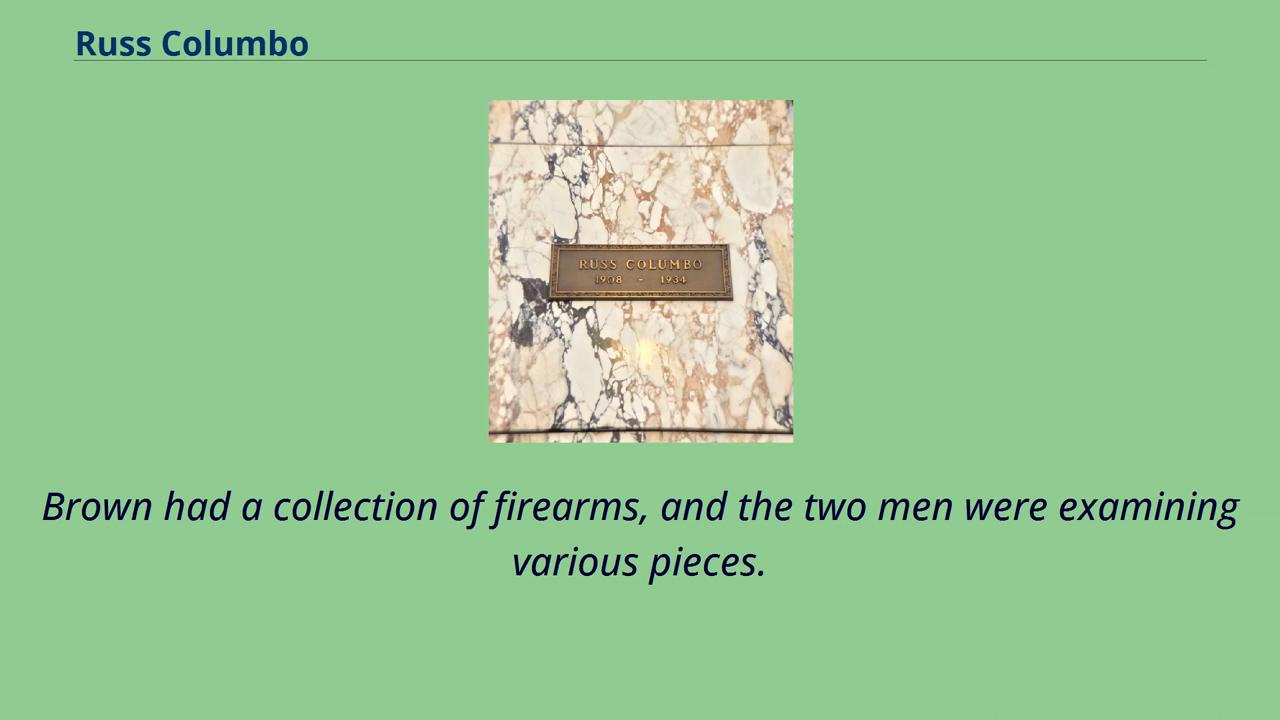 Russ Columbo
RUSS COLUMBO
1908 - 1934
Brown had a collection of firearms, and the two men were examining
various pieces.